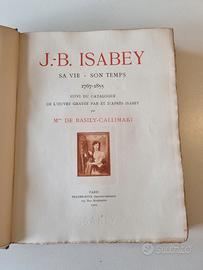 J.-B. ISABEY
SA VIE - SON TEMPS
1767-1855
SUIVI DU CATALOGUE
DE L'ŒUVRE GRAVÉE PAR ET D'APRÈS ISABEY
PAR
Mme DE BASILY-CALLIMAKI
PARIS
subito